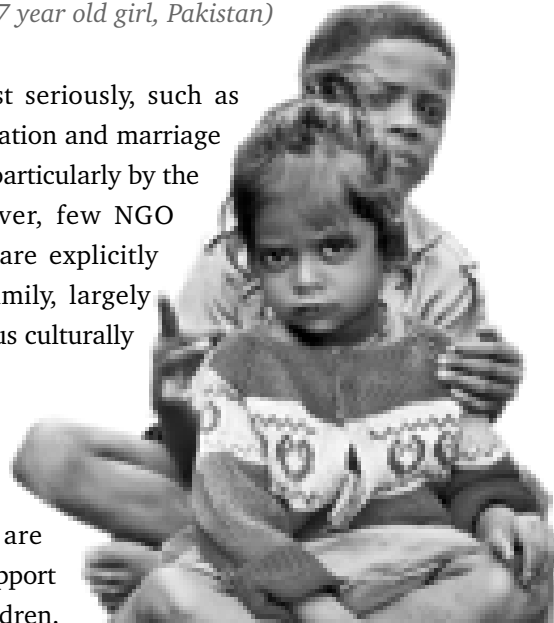 7 year old girl, Pakistan)
st seriously, such as
ation and marriage
particularly by the
ver, few NGO
are explicitly
mily, largely
us culturally
are
pport
dren,